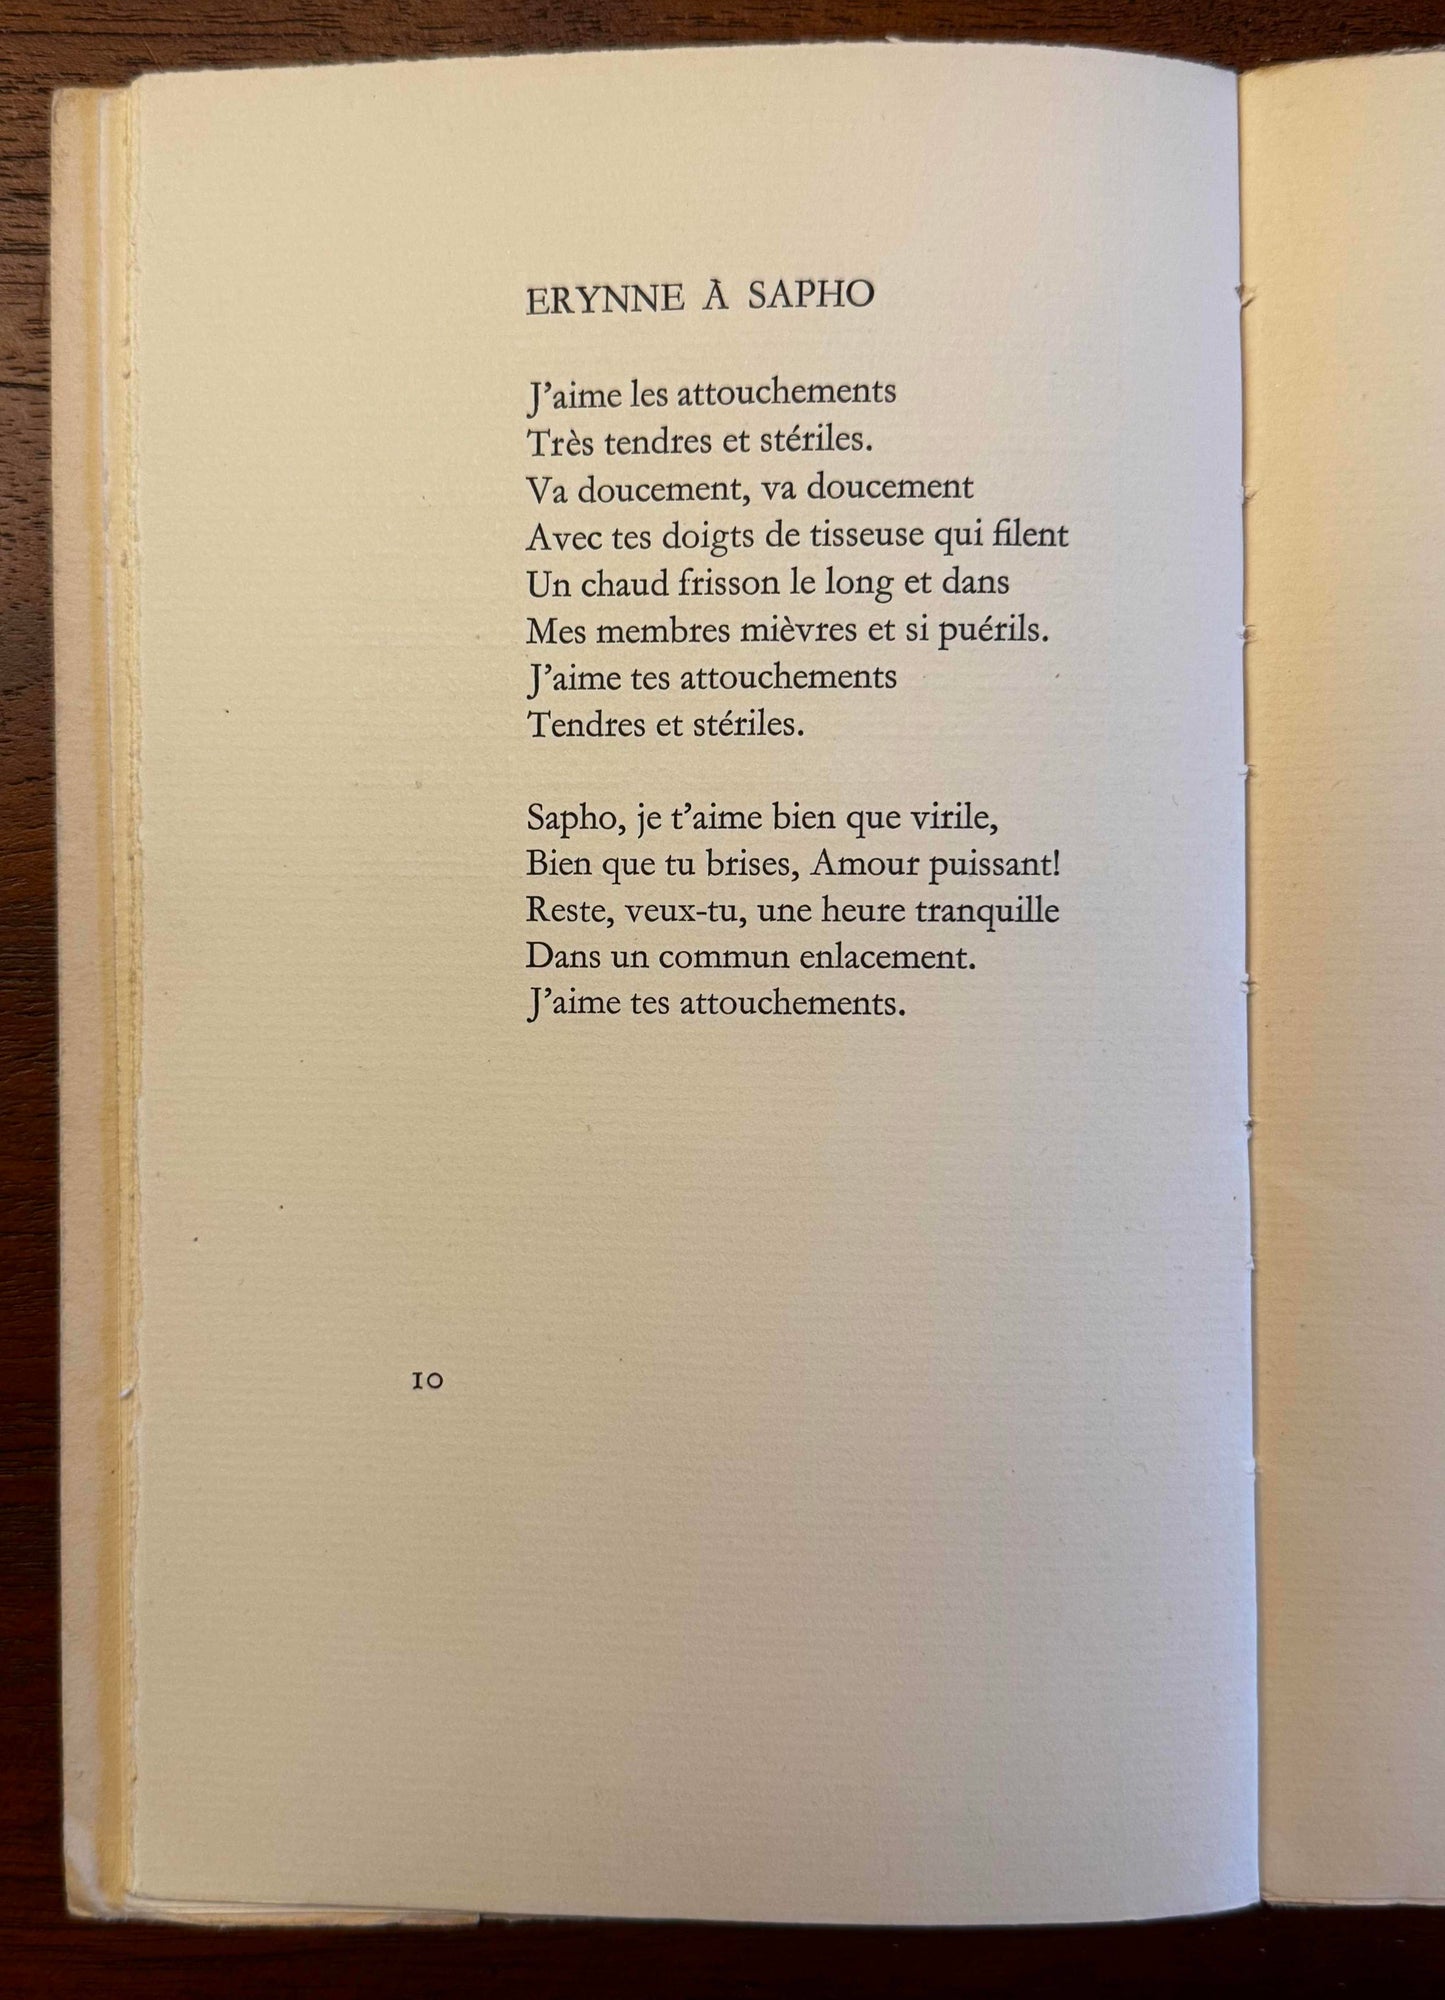 ERYNNE À SAPHO
J’aime les attouchements
Très tendres et stériles.
Va doucement, va doucement
Avec tes doigts de tisseuse qui filent
Un chaud frisson le long et dans
Mes membres mièvres et si puérils.
J’aime tes attouchements
Tendres et stériles.
Sapho, je t’aime bien que virile,
Bien que tu brises, Amour puissant!
Reste, veux-tu, une heure tranquille
Dans un commun enlacement.
J’aime tes attouchements.
10